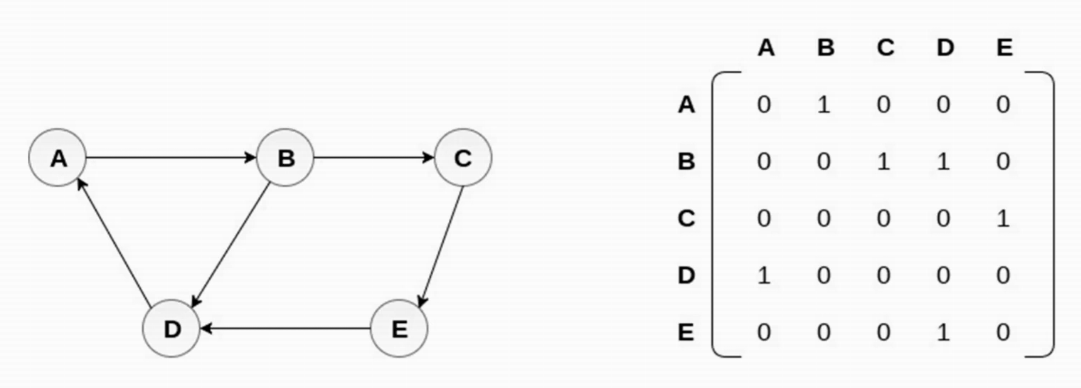 A B C
D E
A B C D E
A 0 1 0 0 0
B 0 0 1 1 0
C 0 0 0 0 1
D 1 0 0 0 0
E 0 0 0 1 0